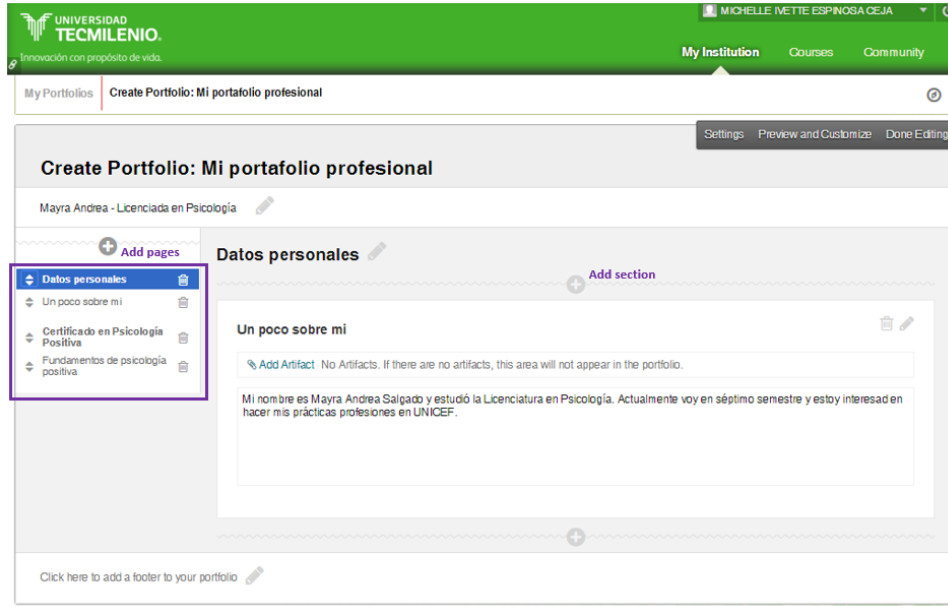 UNIVERSIDAD
TECMILENIO.
Innovación con propósito de vida.
MICHELLE IVETTE ESPINOSA CEJA
My Institution Courses Community
My Portfolios Create Portfolio: Mi portafolio profesional
Settings Preview and Customize Done Editing
Create Portfolio: Mi portafolio profesional
Mayra Andrea - Licenciada en Psicología
Add pages
Datos personales
Un poco sobre mi
Certificado en Psicología
Positiva
Fundamentos de psicología
positiva
Datos personales
Add section
Un poco sobre mi
Add Artifact No Artifacts. If there are no artifacts, this area will not appear in the portfolio.
Mi nombre es Mayra Andrea Salgado y estudió la Licenciatura en Psicología. Actualmente voy en séptimo semestre y estoy interesad en
hacer mis prácticas profesiones en UNICEF.
Click here to add a footer to your portfolio